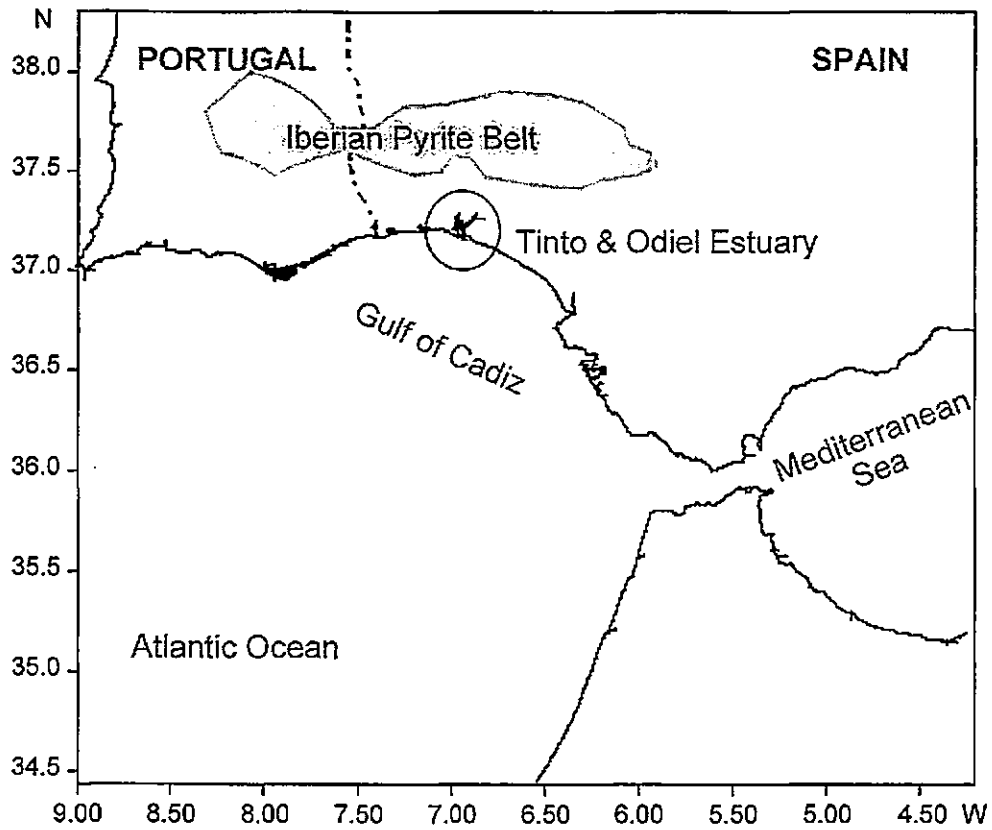 N
38.0
PORTUGAL
SPAIN
Iberian Pyrite Belt
37.5
Tinto & Odiel Estuary
37.0
Gulf of Cadiz
36.5
Mediterranean
Sea
36.0
35.5
Atlantic Ocean
35.0
34.5
9.00 8.50 8.00 7.50 7.00 6.50 6.00 5.50 5.00 4.50 W